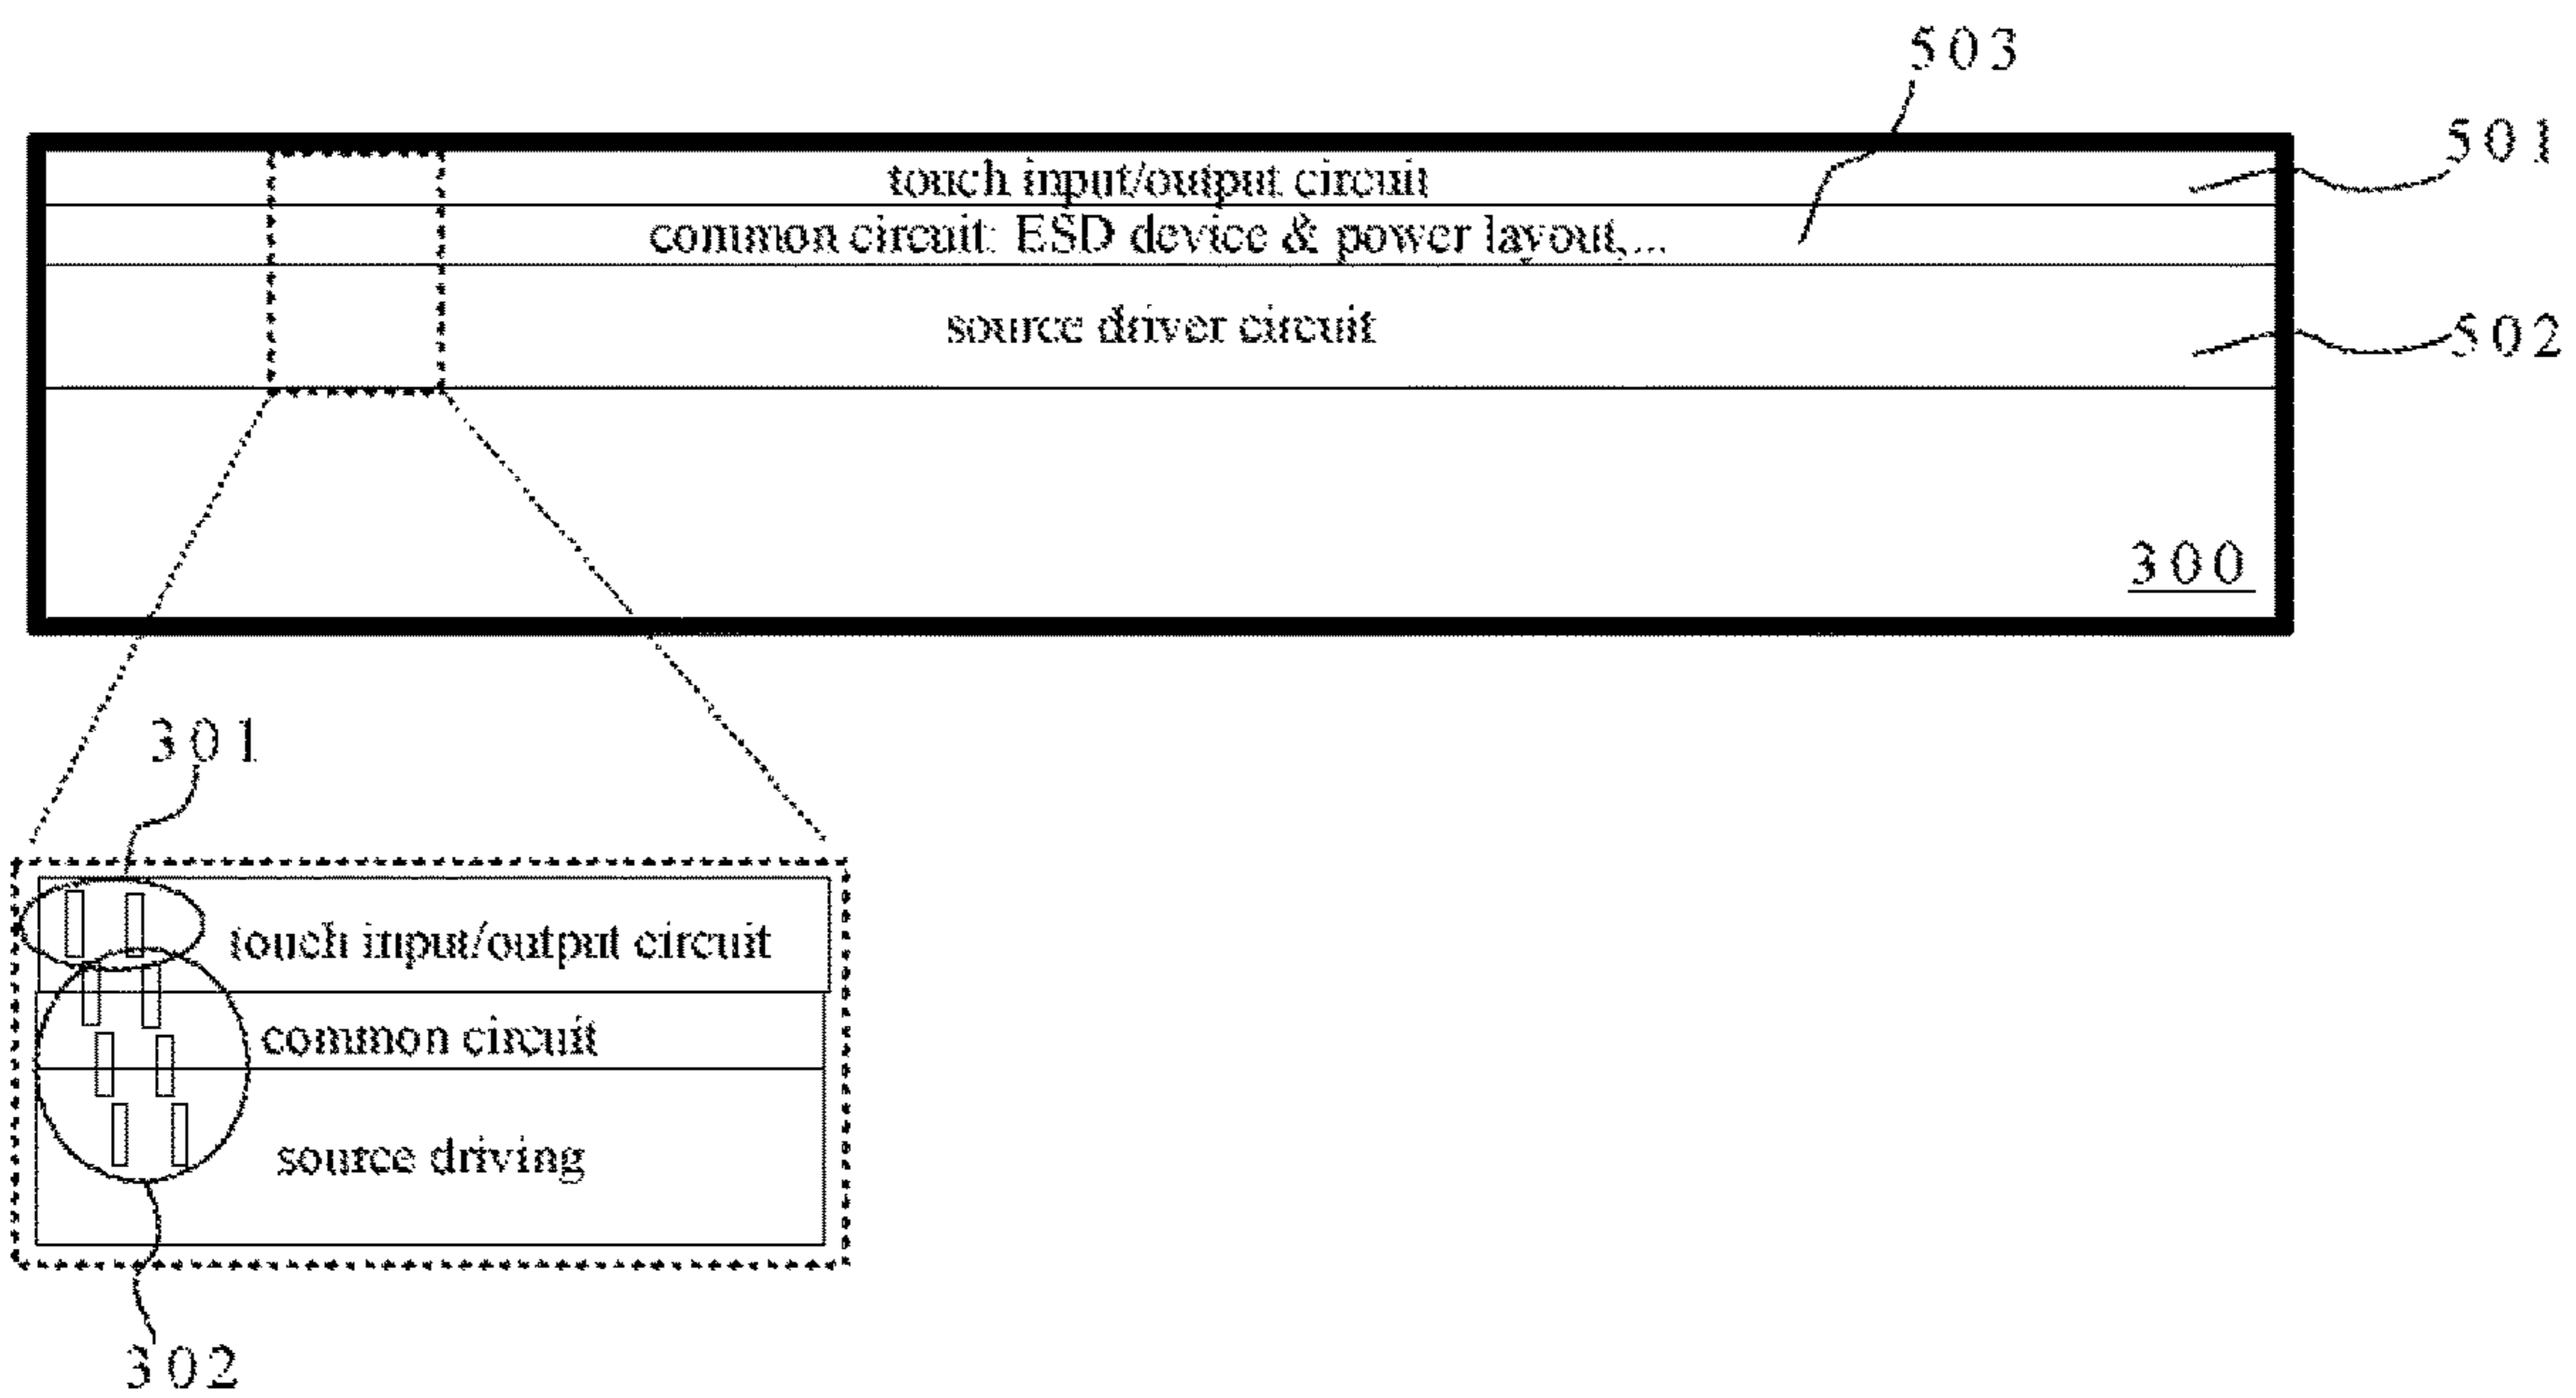 503
501
touch input/output circuit
common circuit: ESD device & power layout,...
source driver circuit
502
300
301
touch input/output circuit
common circuit
source driving
302